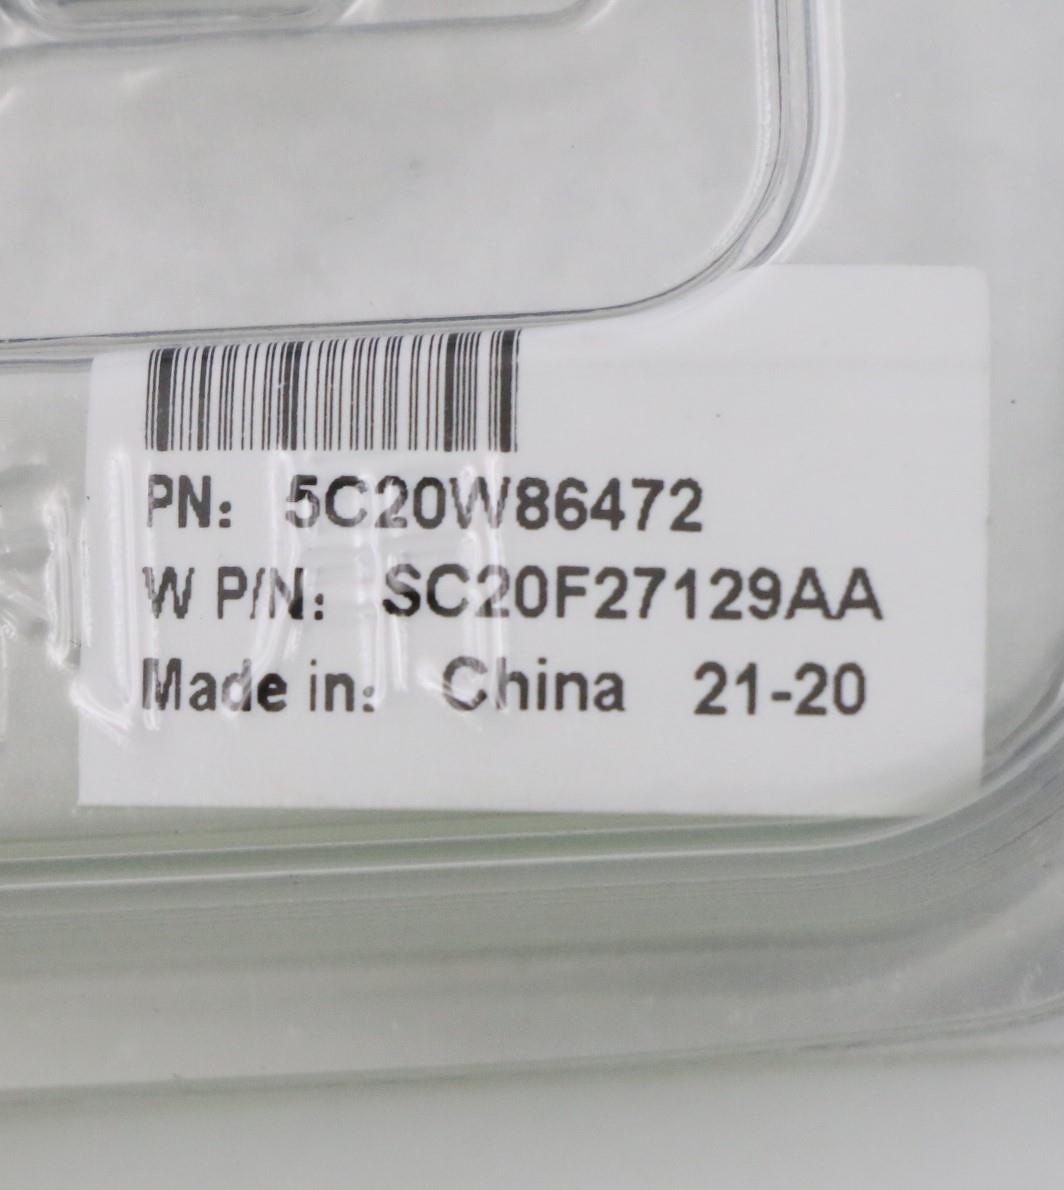 PN: 5C20W86472
W P/N: SC20F27129AA
Made in: China 21-20